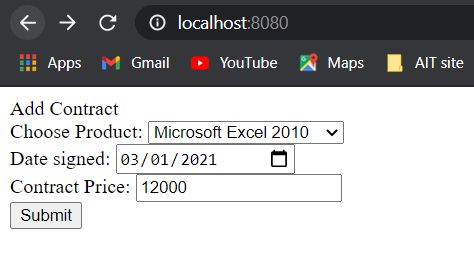 localhost:8080
Apps Gmail YouTube Maps AIT site
Add Contract
Choose Product: Microsoft Excel 2010
Date signed: 03/01/2021
Contract Price: 12000
Submit